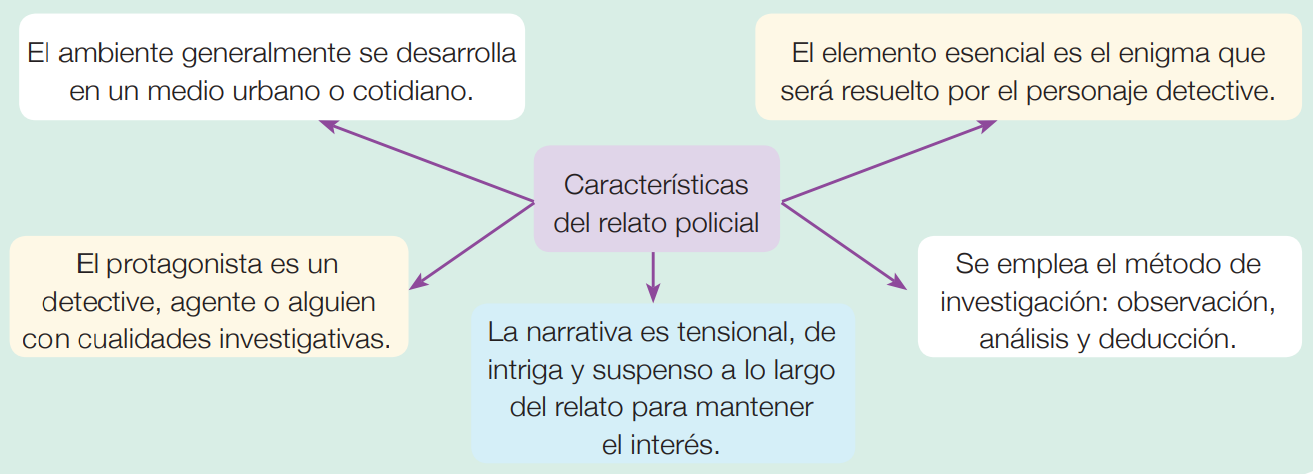 El ambiente generalmente se desarrolla
en un medio urbano o cotidiano.
El elemento esencial es el enigma que
será resuelto por el personaje detective.
Características
del relato policial
El protagonista es un
detective, agente o alguien
con cualidades investigativas.
La narrativa es tensional, de
intriga y suspenso a lo largo
del relato para mantener
el interés.
Se emplea el método de
investigación: observación,
análisis y deducción.